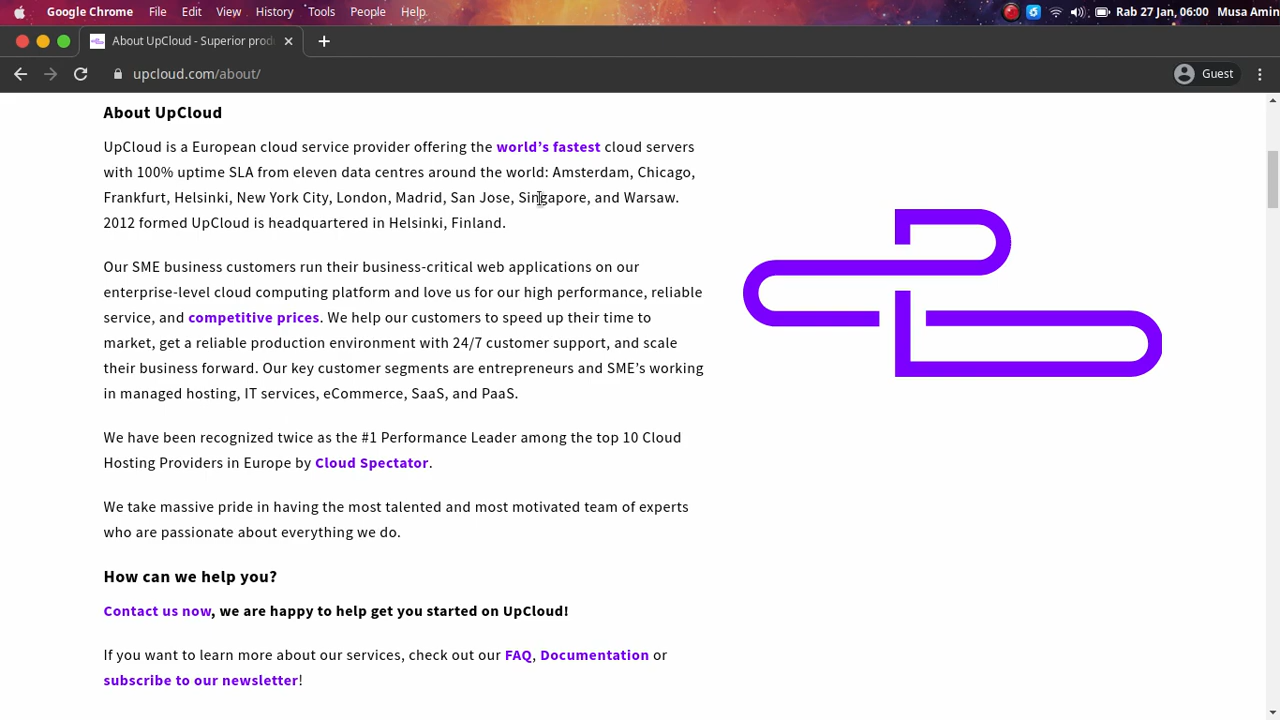 Google Chrome File Edit View History Tools People Help Rab 27 Jan, 06:00 Musa Amin
About UpCloud - Superior prod
upcloud.com/about/ Guest
About UpCloud
UpCloud is a European cloud service provider offering the world’s fastest cloud servers
with 100% uptime SLA from eleven data centres around the world: Amsterdam, Chicago,
Frankfurt, Helsinki, New York City, London, Madrid, San Jose, Singapore, and Warsaw.
2012 formed UpCloud is headquartered in Helsinki, Finland.
Our SME business customers run their business-critical web applications on our
enterprise-level cloud computing platform and love us for our high performance, reliable
service, and competitive prices. We help our customers to speed up their time to
market, get a reliable production environment with 24/7 customer support, and scale
their business forward. Our key customer segments are entrepreneurs and SME’s working
in managed hosting, IT services, eCommerce, SaaS, and PaaS.
We have been recognized twice as the #1 Performance Leader among the top 10 Cloud
Hosting Providers in Europe by Cloud Spectator.
We take massive pride in having the most talented and most motivated team of experts
who are passionate about everything we do.
How can we help you?
Contact us now, we are happy to help get you started on UpCloud!
If you want to learn more about our services, check out our FAQ, Documentation or
subscribe to our newsletter!